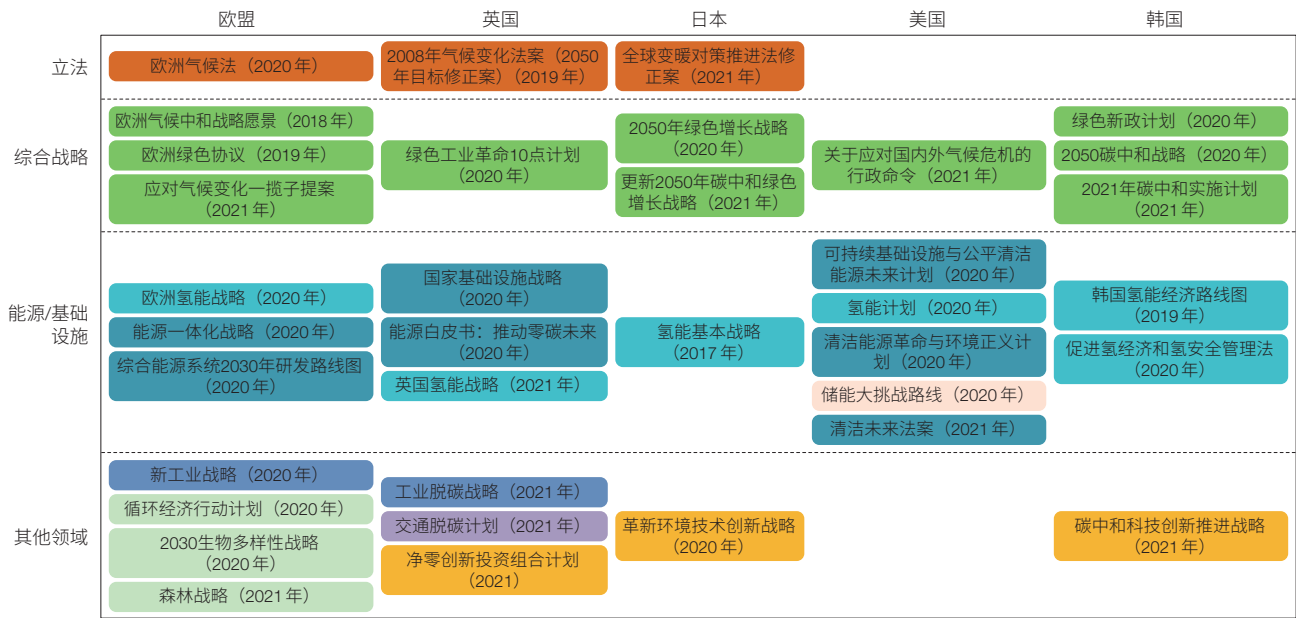 欧盟
英国
日本
美国
韩国
立法
欧洲气候法（2020年）
2008年气候变化法案（2050
年目标修正案）（2019年）
全球变暖对策推进法修
正案（2021年）
综合战略
欧洲气候中和战略愿景（2018年）
欧洲绿色协议（2019年）
应对气候变化一揽子提案
（2021年）
绿色工业革命10点计划
（2020年）
2050年绿色增长战略
（2020年）
更新2050年碳中和绿色
增长战略（2021年）
关于应对国内外气候危机的
行政命令（2021年）
绿色新政计划（2020年）
2050碳中和战略（2020年）
2021年碳中和实施计划
（2021年）
能源/基础
设施
欧洲氢能战略（2020年）
能源一体化战略（2020年）
综合能源系统2030年研发路线图
（2020年）
国家基础设施战略
（2020年）
能源白皮书：推动零碳未来
（2020年）
英国氢能战略（2021年）
氢能基本战略
（2017年）
可持续基础设施与公平清洁
能源未来计划（2020年）
氢能计划（2020年）
清洁能源革命与环境正义计
划（2020年）
储能大挑战路线（2020年）
清洁未来法案（2021年）
韩国氢能经济路线图
（2019年）
促进氢经济和氢安全管理法
（2020年）
其他领域
新工业战略（2020年）
循环经济行动计划（2020年）
2030生物多样性战略
（2020年）
森林战略（2021年）
工业脱碳战略（2021年）
交通脱碳计划（2021年）
净零创新投资组合计划
（2021）
革新环境技术创新战略
（2020年）
碳中和科技创新推进战略
（2021年）